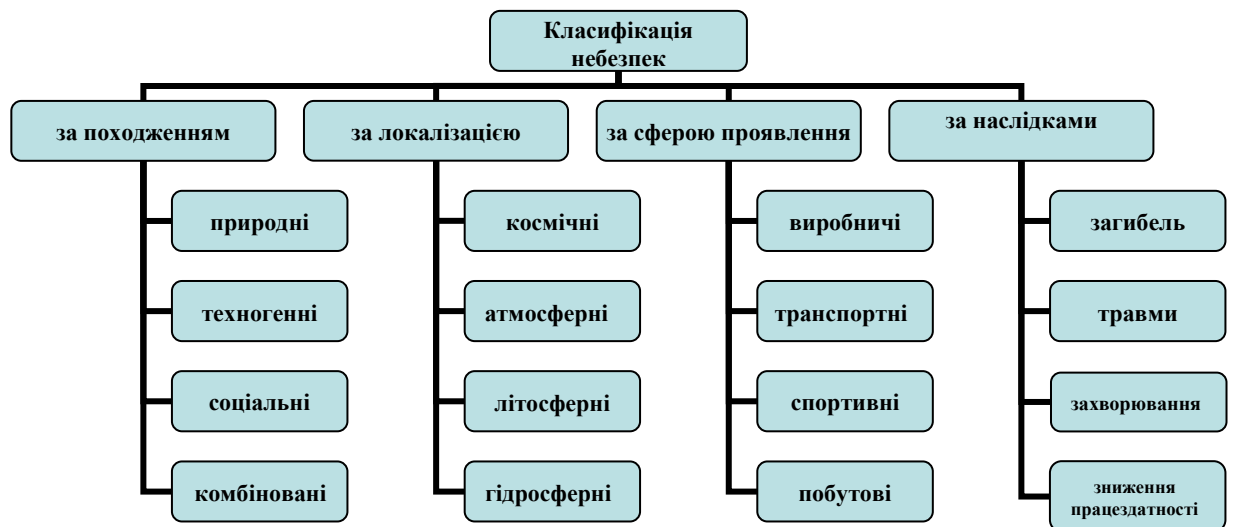 Класифікація
небезпек
за походженням
за локалізацією
за сферою проявлення
за наслідками
природні
космічні
виробничі
загибель
техногенні
атмосферні
транспортні
травми
соціальні
літосферні
спортивні
захворювання
комбіновані
гідросферні
побутові
зниження
працездатності